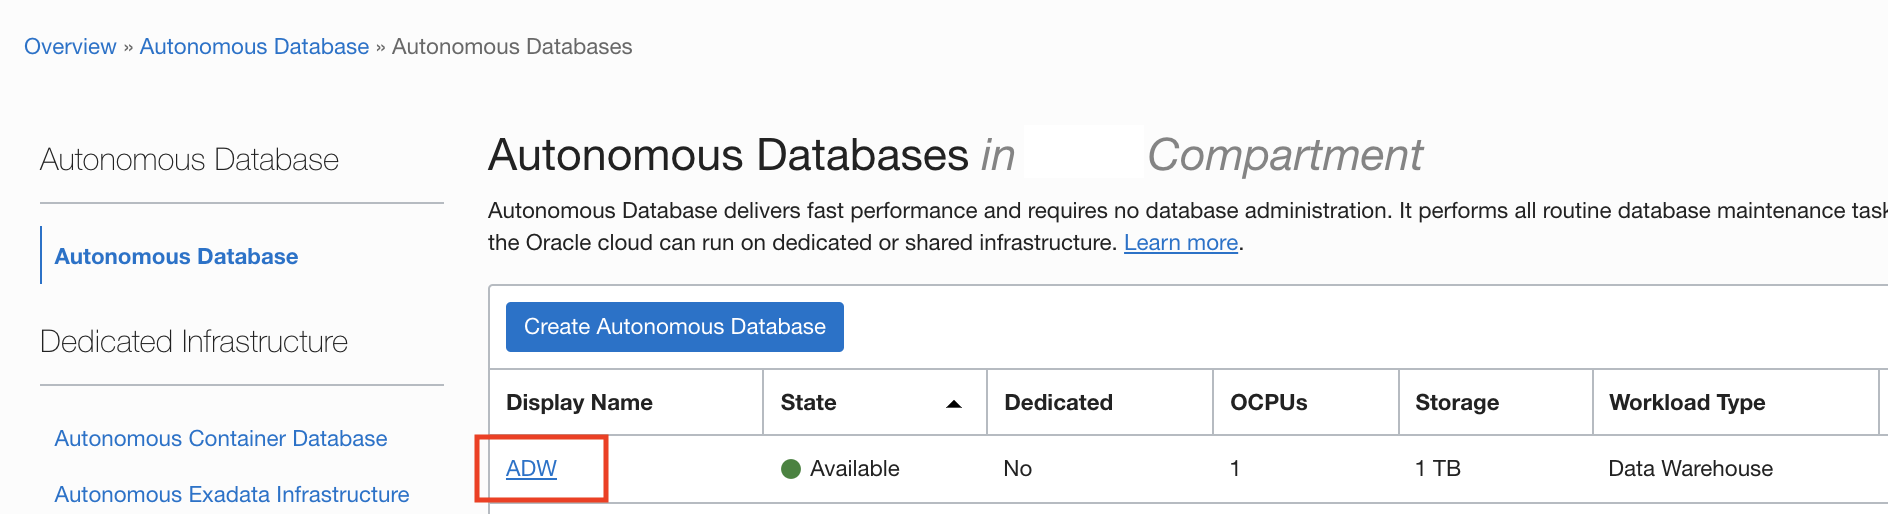 Overview » Autonomous Database » Autonomous Databases
Autonomous Database
Autonomous Database
Dedicated Infrastructure
Autonomous Container Database
Autonomous Exadata Infrastructure
Autonomous Databases in Compartment
Autonomous Database delivers fast performance and requires no database administration. It performs all routine database maintenance
the Oracle cloud can run on dedicated or shared infrastructure. Learn more.
Create Autonomous Database
Display Name State Dedicated OCPUs Storage Workload Type
ADW Available No 1 1 TB Data Warehouse